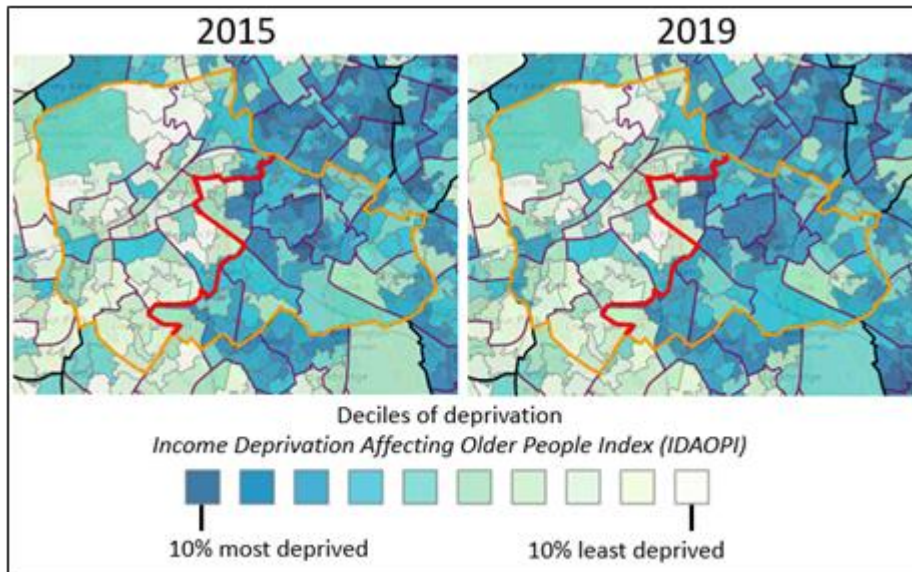 2015
2019
Deciles of deprivation
Income Deprivation Affecting Older People Index (IDAOPI)
10% most deprived
10% least deprived